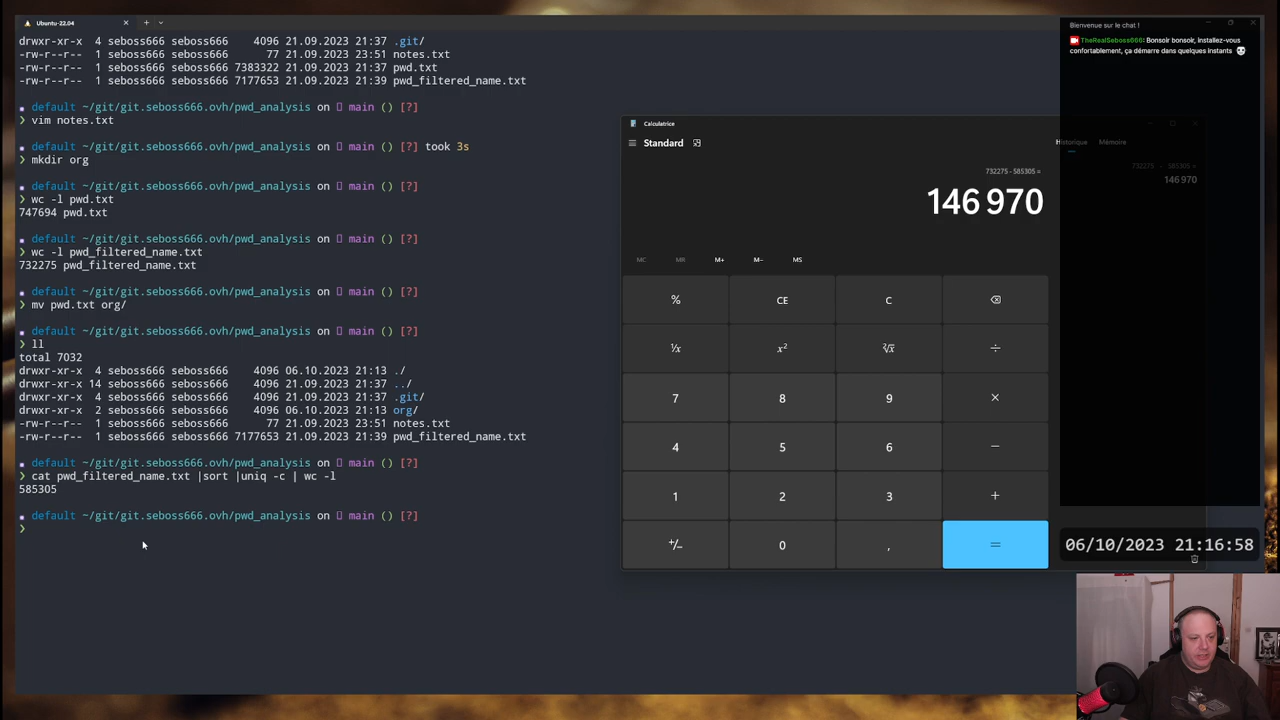 Ubuntu-22.04
drwxr-xr-x 4 seboss666 seboss666 4096 21.09.2023 21:37 .git/
-rw-r--r-- 1 seboss666 seboss666 77 21.09.2023 23:51 notes.txt
-rw-r--r-- 1 seboss666 seboss666 7383322 21.09.2023 21:37 pwd.txt
-rw-r--r-- 1 seboss666 seboss666 7177653 21.09.2023 21:39 pwd_filtered_name.txt
default ~/git/git.seboss666.ovh/pwd_analysis on main () [?]
❯ vim notes.txt
default ~/git/git.seboss666.ovh/pwd_analysis on main () [?] took 3s
❯ mkdir org
default ~/git/git.seboss666.ovh/pwd_analysis on main () [?]
❯ wc -l pwd.txt
747694 pwd.txt
default ~/git/git.seboss666.ovh/pwd_analysis on main () [?]
❯ wc -l pwd_filtered_name.txt
732275 pwd_filtered_name.txt
default ~/git/git.seboss666.ovh/pwd_analysis on main () [?]
❯ mv pwd.txt org/
default ~/git/git.seboss666.ovh/pwd_analysis on main () [?]
❯ ll
total 7032
drwxr-xr-x 4 seboss666 seboss666 4096 06.10.2023 21:13 ./
drwxr-xr-x 14 seboss666 seboss666 4096 21.09.2023 21:37 ../
drwxr-xr-x 4 seboss666 seboss666 4096 21.09.2023 21:37 .git/
drwxr-xr-x 2 seboss666 seboss666 4096 06.10.2023 21:13 org/
-rw-r--r-- 1 seboss666 seboss666 77 21.09.2023 23:51 notes.txt
-rw-r--r-- 1 seboss666 seboss666 7177653 21.09.2023 21:39 pwd_filtered_name.txt
default ~/git/git.seboss666.ovh/pwd_analysis on main () [?]
❯ cat pwd_filtered_name.txt |sort |uniq -c | wc -l
585305
default ~/git/git.seboss666.ovh/pwd_analysis on main () [?]
❯
Calculatrice
Standard
732275 - 585305 =
146 970
MC MR M+ M− MS
% CE C
¹/x x² ²√x ÷
7 8 9 ×
4 5 6 −
1 2 3 +
+/− 0 , =
Historique Mémoire
732275 - 585305 =
146 970
Bienvenue sur le chat !
TheRealSeboss666: Bonsoir bonsoir, installez-vous
confortablement, ça démarre dans quelques instants
06/10/2023 21:16:58